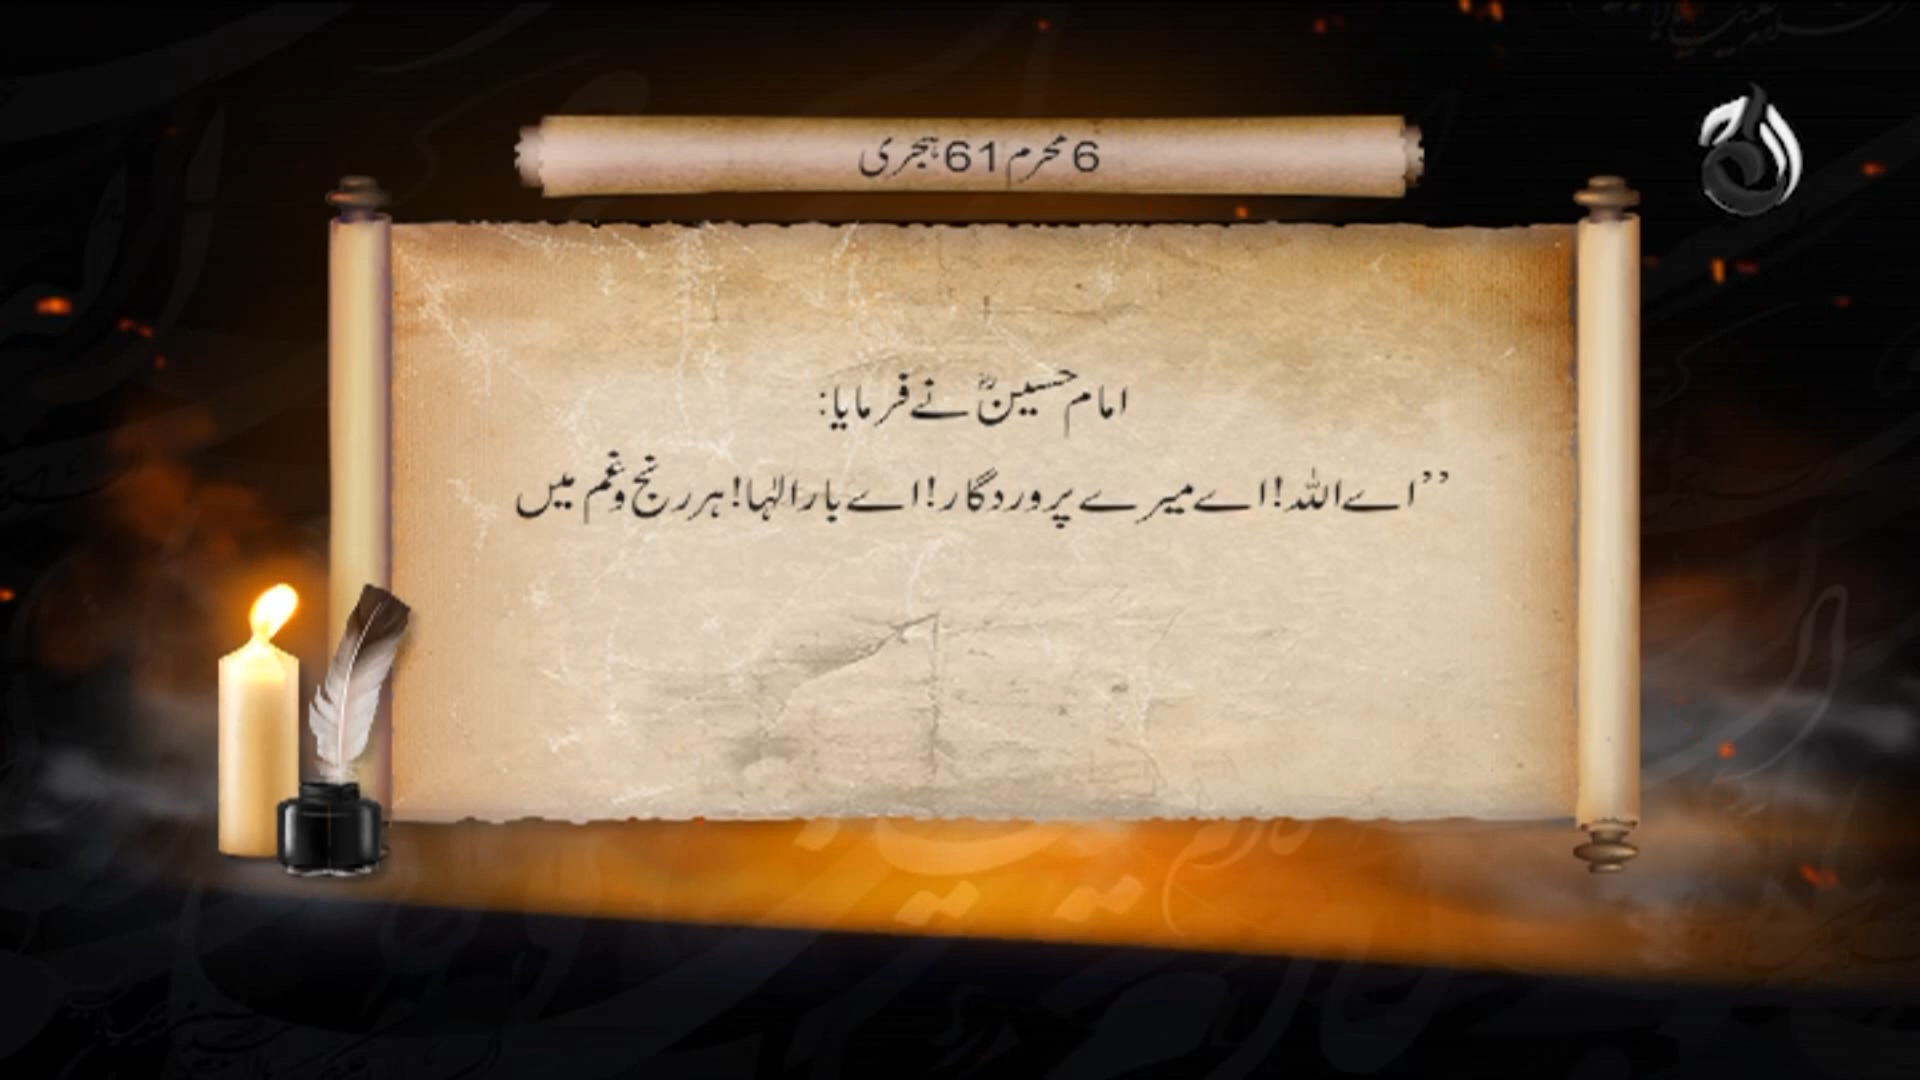 6 محرم 61 ہجری
امام حسینؓ نے فرمایا:
’’اے اللہ! اے میرے پروردگار! اے بارالٰہا! ہر رنج و غم میں